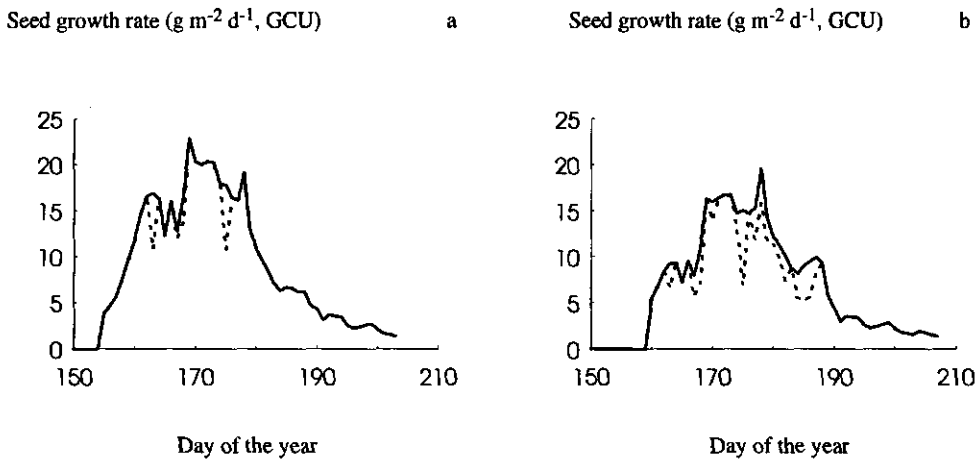 Seed growth rate (g m-2 d-1, GCU) a
Seed growth rate (g m-2 d-1, GCU) b
25
20
15
10
5
0
150 170 190 210
Day of the year
25
20
15
10
5
0
150 170 190 210
Day of the year